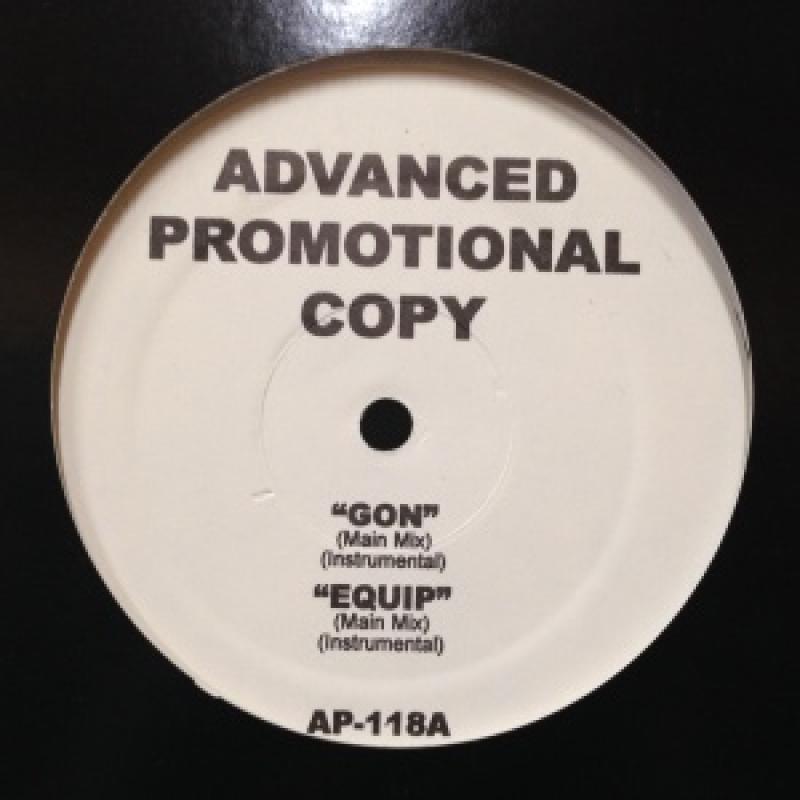 ADVANCED
PROMOTIONAL
COPY
“GON”
(Main Mix)
(Instrumental)
“EQUIP”
(Main Mix)
(Instrumental)
AP-118A